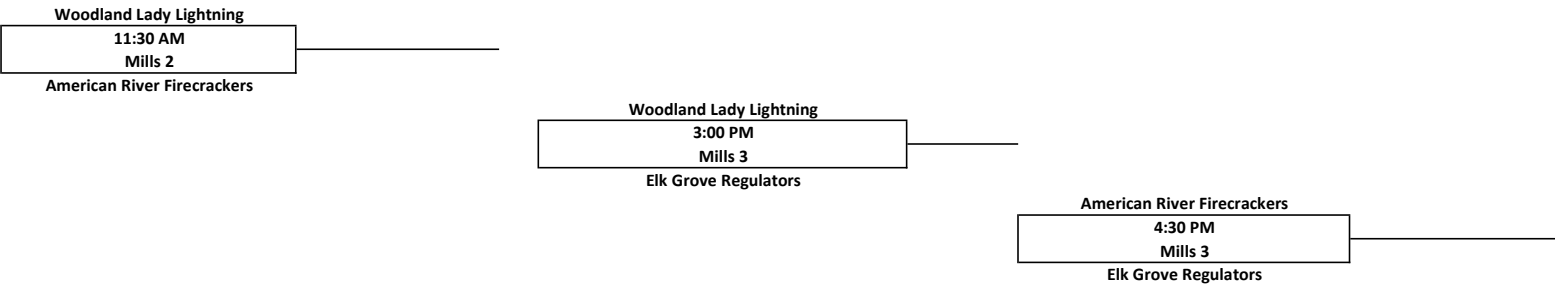 Woodland Lady Lightning
11:30 AM
Mills 2
American River Firecrackers
Woodland Lady Lightning
3:00 PM
Mills 3
Elk Grove Regulators
American River Firecrackers
4:30 PM
Mills 3
Elk Grove Regulators